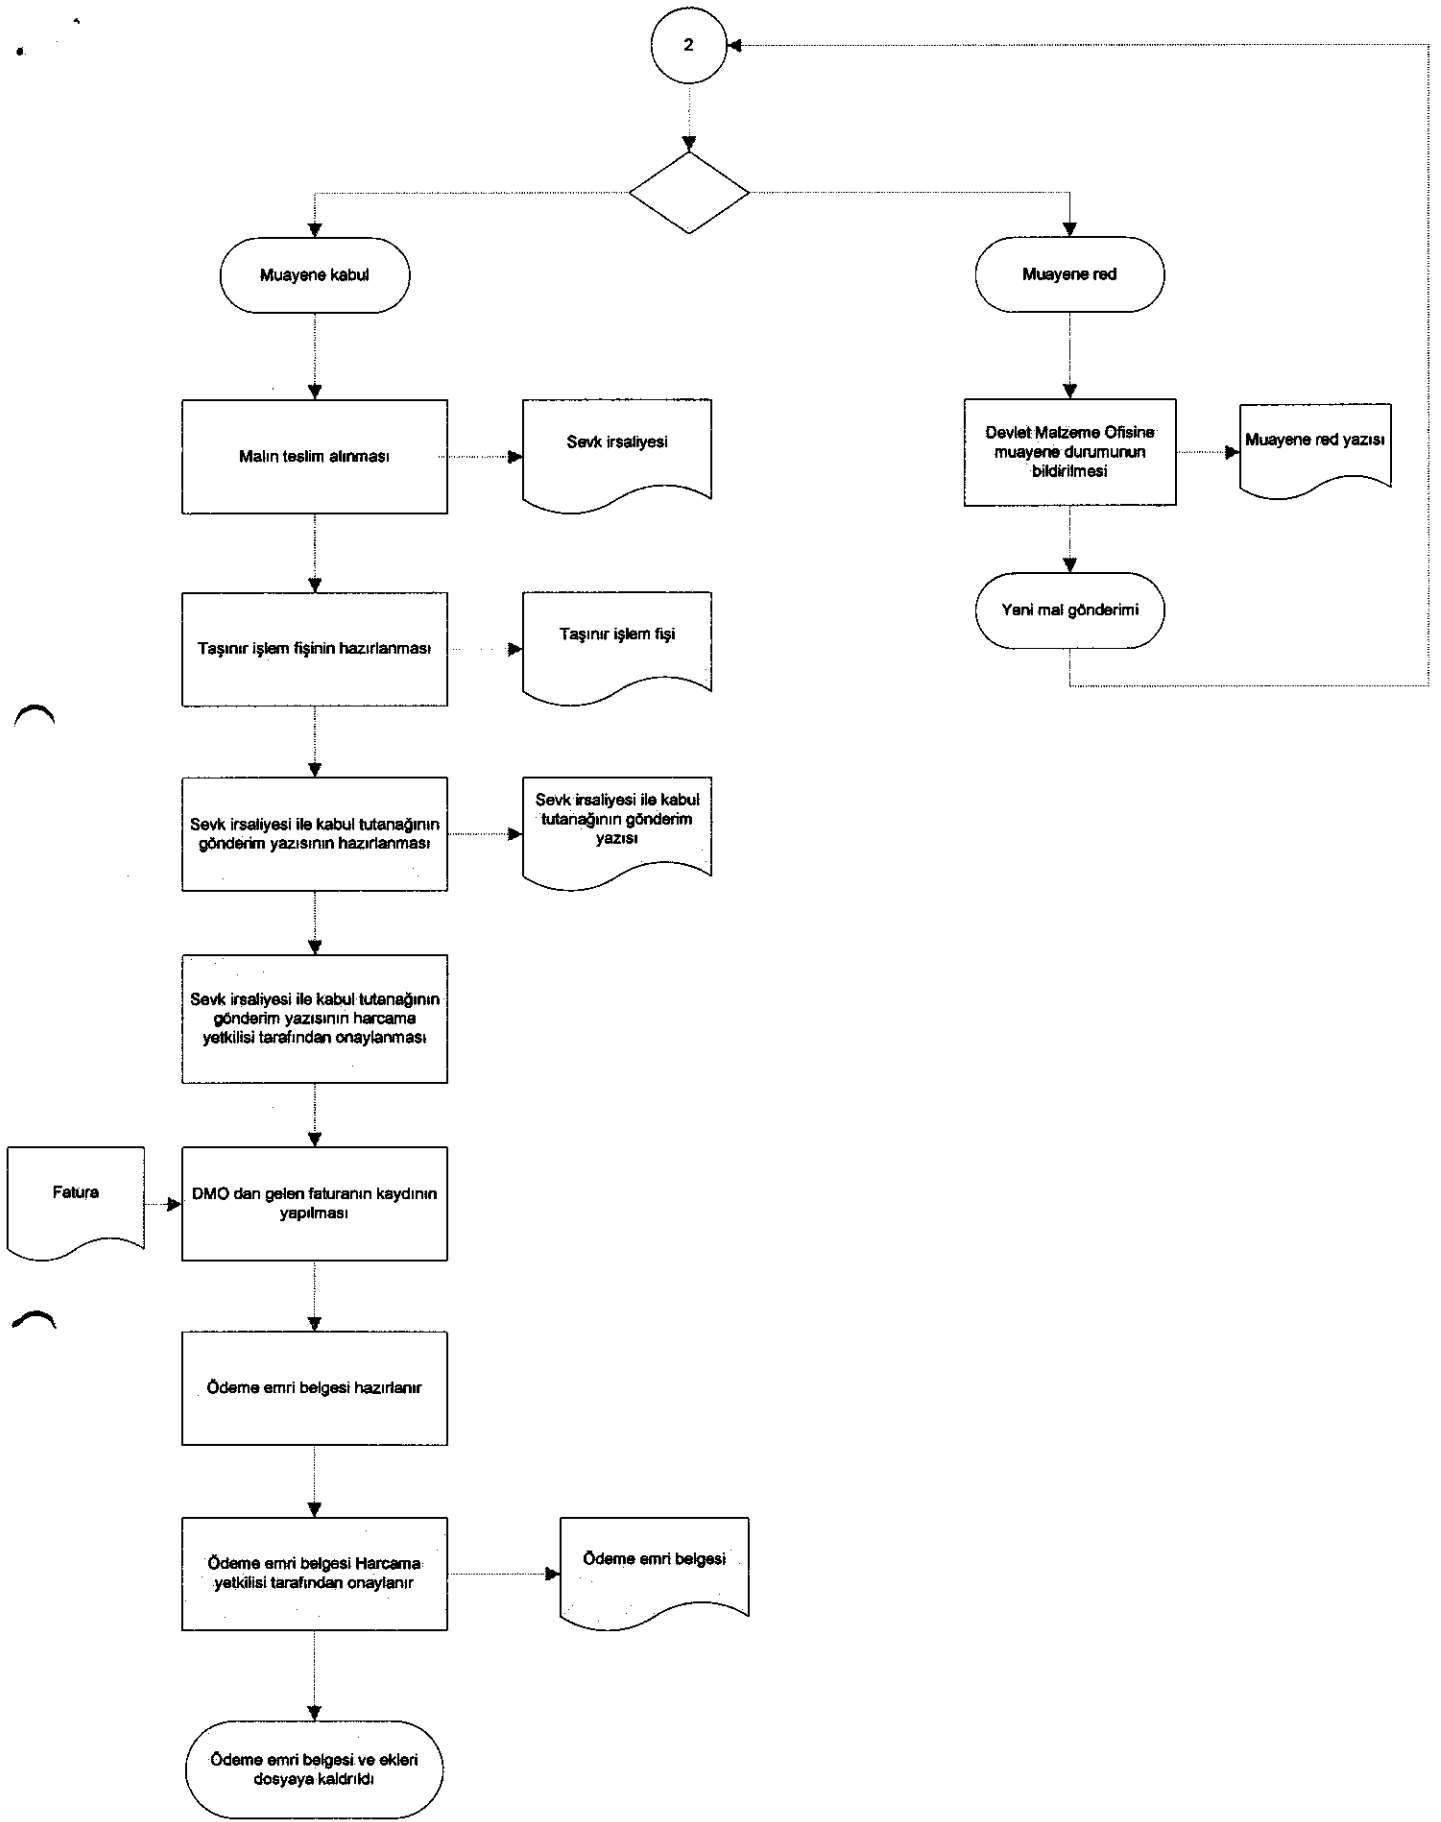 2
Muayene kabul
Muayene red
Malın teslim alınması
Sevk irsaliyesi
Devlet Malzeme Ofisine
muayene durumunun
bildirilmesi
Muayene red yazısı
Taşınır işlem fişinin hazırlanması
Taşınır işlem fişi
Yeni mal gönderimi
Sevk irsaliyesi ile kabul tutanağının
gönderim yazısının hazırlanması
Sevk irsaliyesi ile kabul
tutanağının gönderim
yazısı
Sevk irsaliyesi ile kabul tutanağının
gönderim yazısının harcama
yetkilisi tarafından onaylanması
Fatura
DMO dan gelen faturanın kaydının
yapılması
Ödeme emri belgesi hazırlanır
Ödeme emri belgesi Harcama
yetkilisi tarafından onaylanır
Ödeme emri belgesi
Ödeme emri belgesi ve ekleri
dosyaya kaldrıldı